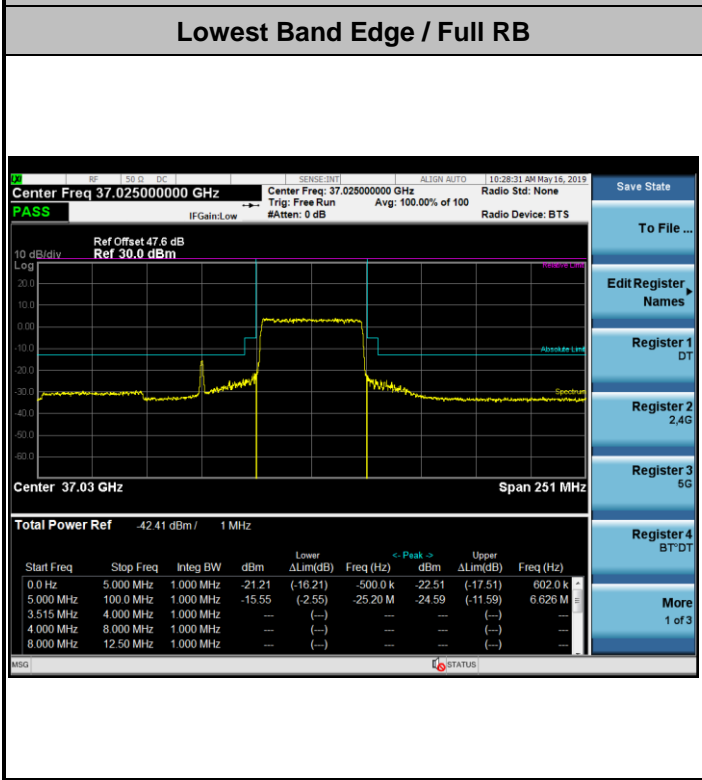 Lowest Band Edge / Full RB
RF 50 Ω DC SENSE:INT ALIGN AUTO 10:28:31 AM May 16, 2019
Center Freq 37.025000000 GHz Center Freq: 37.025000000 GHz Radio Std: None
Trig: Free Run Avg: 100.00% of 100
PASS IFGain:Low #Atten: 0 dB Radio Device: BTS
Ref Offset 47.6 dB
10 dB/div Ref 30.0 dBm
Log
Relative Limit
20.0
10.0
0.00
-10.0
Absolute Limit
-20.0
-30.0
Spectrum
-40.0
-50.0
-60.0
Center 37.03 GHz Span 251 MHz
Total Power Ref -42.41 dBm / 1 MHz
Lower <- Peak -> Upper
Start Freq Stop Freq Integ BW dBm ΔLim(dB) Freq (Hz) dBm ΔLim(dB) Freq (Hz)
0.0 Hz 5.000 MHz 1.000 MHz -21.21 (-16.21) -500.0 k -22.51 (-17.51) 602.0 k
5.000 MHz 100.0 MHz 1.000 MHz -15.55 (-2.55) -25.20 M -24.59 (-11.59) 6.626 M
3.515 MHz 4.000 MHz 1.000 MHz --- (---) --- --- (---) ---
4.000 MHz 8.000 MHz 1.000 MHz --- (---) --- --- (---) ---
8.000 MHz 12.50 MHz 1.000 MHz --- (---) --- --- (---) ---
MSG STATUS
Save State
To File ...
Edit Register
Names
Register 1
DT
Register 2
2,4G
Register 3
5G
Register 4
BT°DT
More
1 of 3